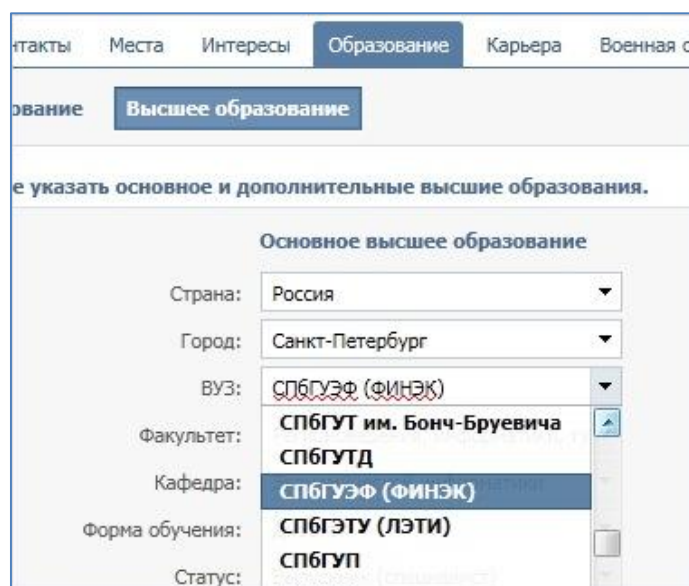 нтакты Места Интересы Образование Карьера Военная с
ование Высшее образование
е указать основное и дополнительные высшие образования.
Основное высшее образование
Страна: Россия
Город: Санкт-Петербург
ВУЗ: СПбГУЭФ (ФИНЭК)
СПбГУТ им. Бонч-Бруевича
Факультет:
СПбГУТД
Кафедра:
СПбГУЭФ (ФИНЭК)
Форма обучения: СПбГЭТУ (ЛЭТИ)
СПбГУП
Статус: